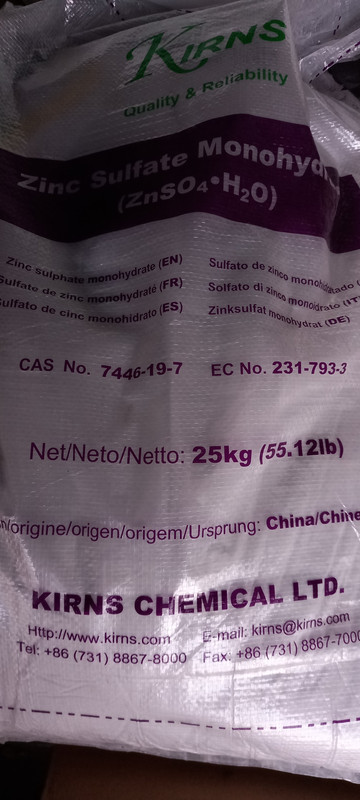 KIRNS
Quality & Reliability
Zinc Sulfate Monohyd
(ZnSO₄•H₂O)
Zinc sulphate monohydrate (EN)
Sulfate de zinc monohydraté (FR)
Sulfato de cinc monohidrato (ES)
Sulfato de zinco monohidratado
Solfato di zinco monoidrato (IT
Zinksulfat monohydrat (DE)
CAS No. 7446-19-7 EC No. 231-793-3
Net/Neto/Netto: 25kg (55.12lb)
/origine/origen/origem/Ursprung: China/Chine
KIRNS CHEMICAL LTD.
Http://www.kirns.com E-mail: kirns@kirns.com
Tel: +86 (731) 8867-8000 Fax: +86 (731) 8867-7000